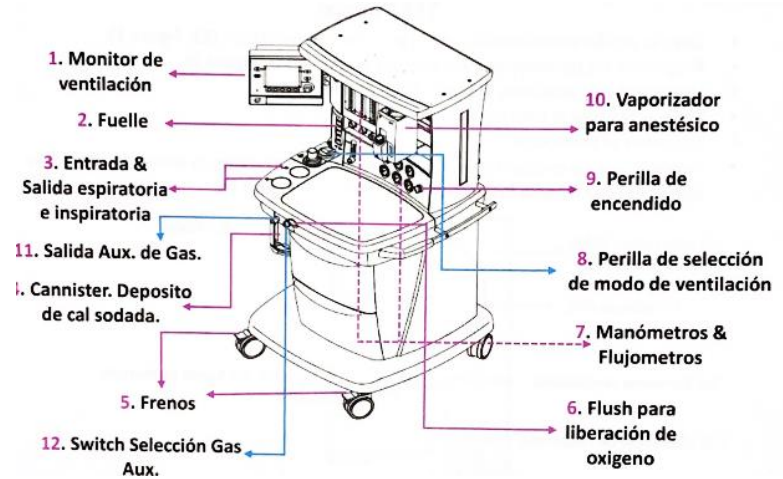 1. Monitor de
ventilación
2. Fuelle
3. Entrada &
Salida espiratoria
e inspiratoria
11. Salida Aux. de Gas.
. Cannister. Deposito
de cal sodada.
5. Frenos
12. Switch Selección Gas
Aux.
10. Vaporizador
para anestésico
9. Perilla de
encendido
8. Perilla de selección
de modo de ventilación
7. Manómetros &
Flujometros
6. Flush para
liberación de
oxigeno